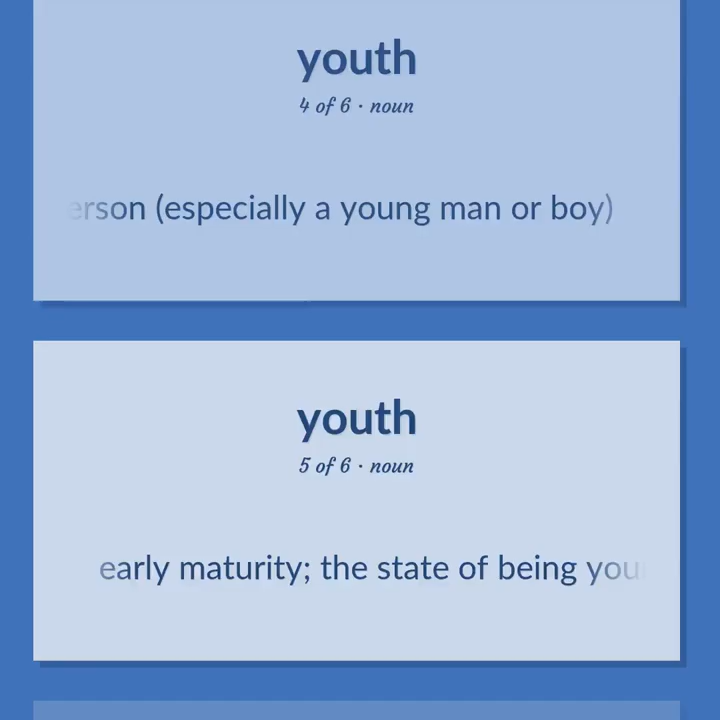 youth
4 of 6 · noun
erson (especially a young man or boy)
youth
5 of 6 · noun
early maturity; the state of being you